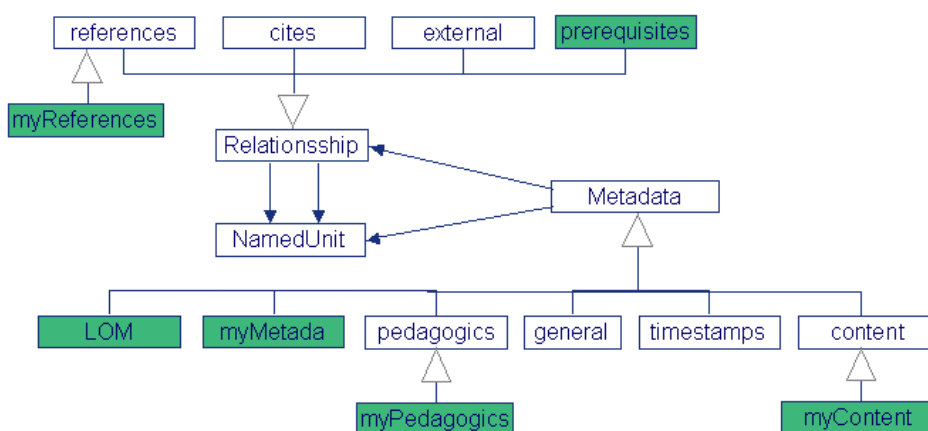 references
cites
external
prerequisites
myReferences
Relationsship
Metadata
NamedUnit
LOM
myMetada
pedagogics
general
timestamps
content
myPedagogics
myContent